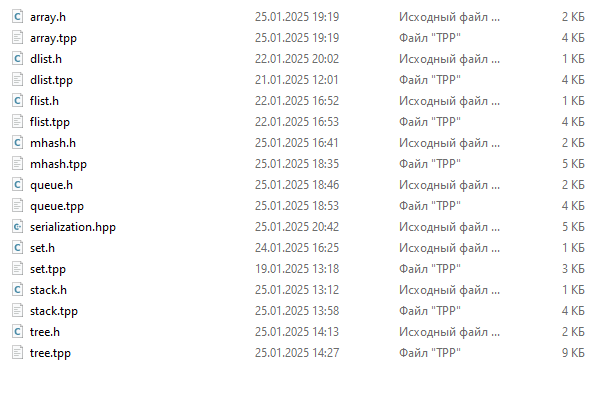 array.h 25.01.2025 19:19 Исходный файл ... 2 КБ
array.tpp 25.01.2025 19:19 Файл "TPP" 4 КБ
dlist.h 22.01.2025 20:02 Исходный файл ... 1 КБ
dlist.tpp 21.01.2025 12:01 Файл "TPP" 4 КБ
flist.h 22.01.2025 16:52 Исходный файл ... 1 КБ
flist.tpp 22.01.2025 16:53 Файл "TPP" 4 КБ
mhash.h 25.01.2025 16:41 Исходный файл ... 2 КБ
mhash.tpp 25.01.2025 18:35 Файл "TPP" 5 КБ
queue.h 25.01.2025 18:46 Исходный файл ... 2 КБ
queue.tpp 25.01.2025 18:53 Файл "TPP" 4 КБ
serialization.hpp 25.01.2025 20:42 Исходный файл ... 5 КБ
set.h 24.01.2025 16:25 Исходный файл ... 1 КБ
set.tpp 19.01.2025 13:18 Файл "TPP" 3 КБ
stack.h 25.01.2025 13:12 Исходный файл ... 1 КБ
stack.tpp 25.01.2025 13:58 Файл "TPP" 4 КБ
tree.h 25.01.2025 14:13 Исходный файл ... 2 КБ
tree.tpp 25.01.2025 14:27 Файл "TPP" 9 КБ